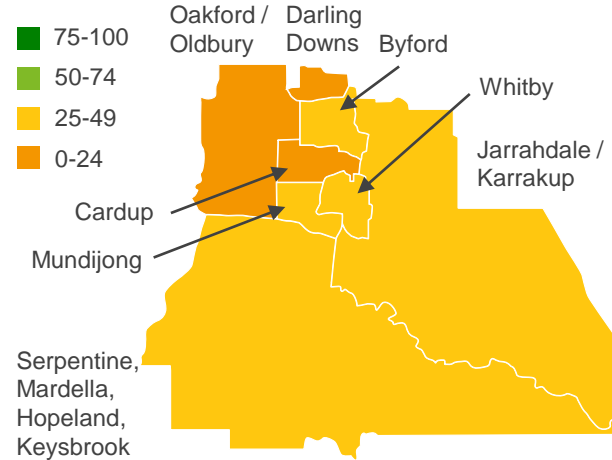 75-100
50-74
25-49
0-24
Oakford /
Oldbury
Darling
Downs
Byford
Whitby
Jarrahdale /
Karrakup
Cardup
Mundijong
Serpentine,
Mardella,
Hopeland,
Keysbrook